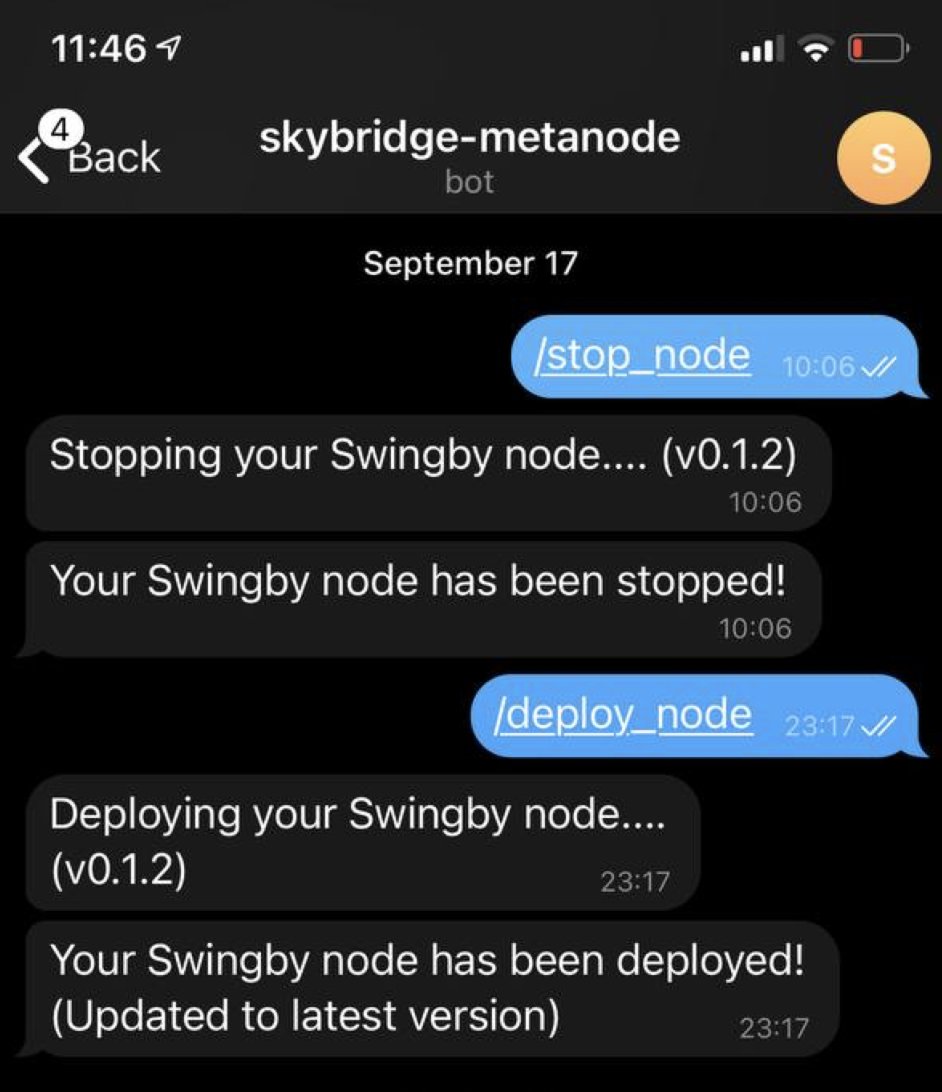 11:46
4
Back
skybridge-metanode
bot
S
September 17
/stop_node 10:06
Stopping your Swingby node.... (v0.1.2)
10:06
Your Swingby node has been stopped!
10:06
/deploy_node 23:17
Deploying your Swingby node....
(v0.1.2)
23:17
Your Swingby node has been deployed!
(Updated to latest version)
23:17